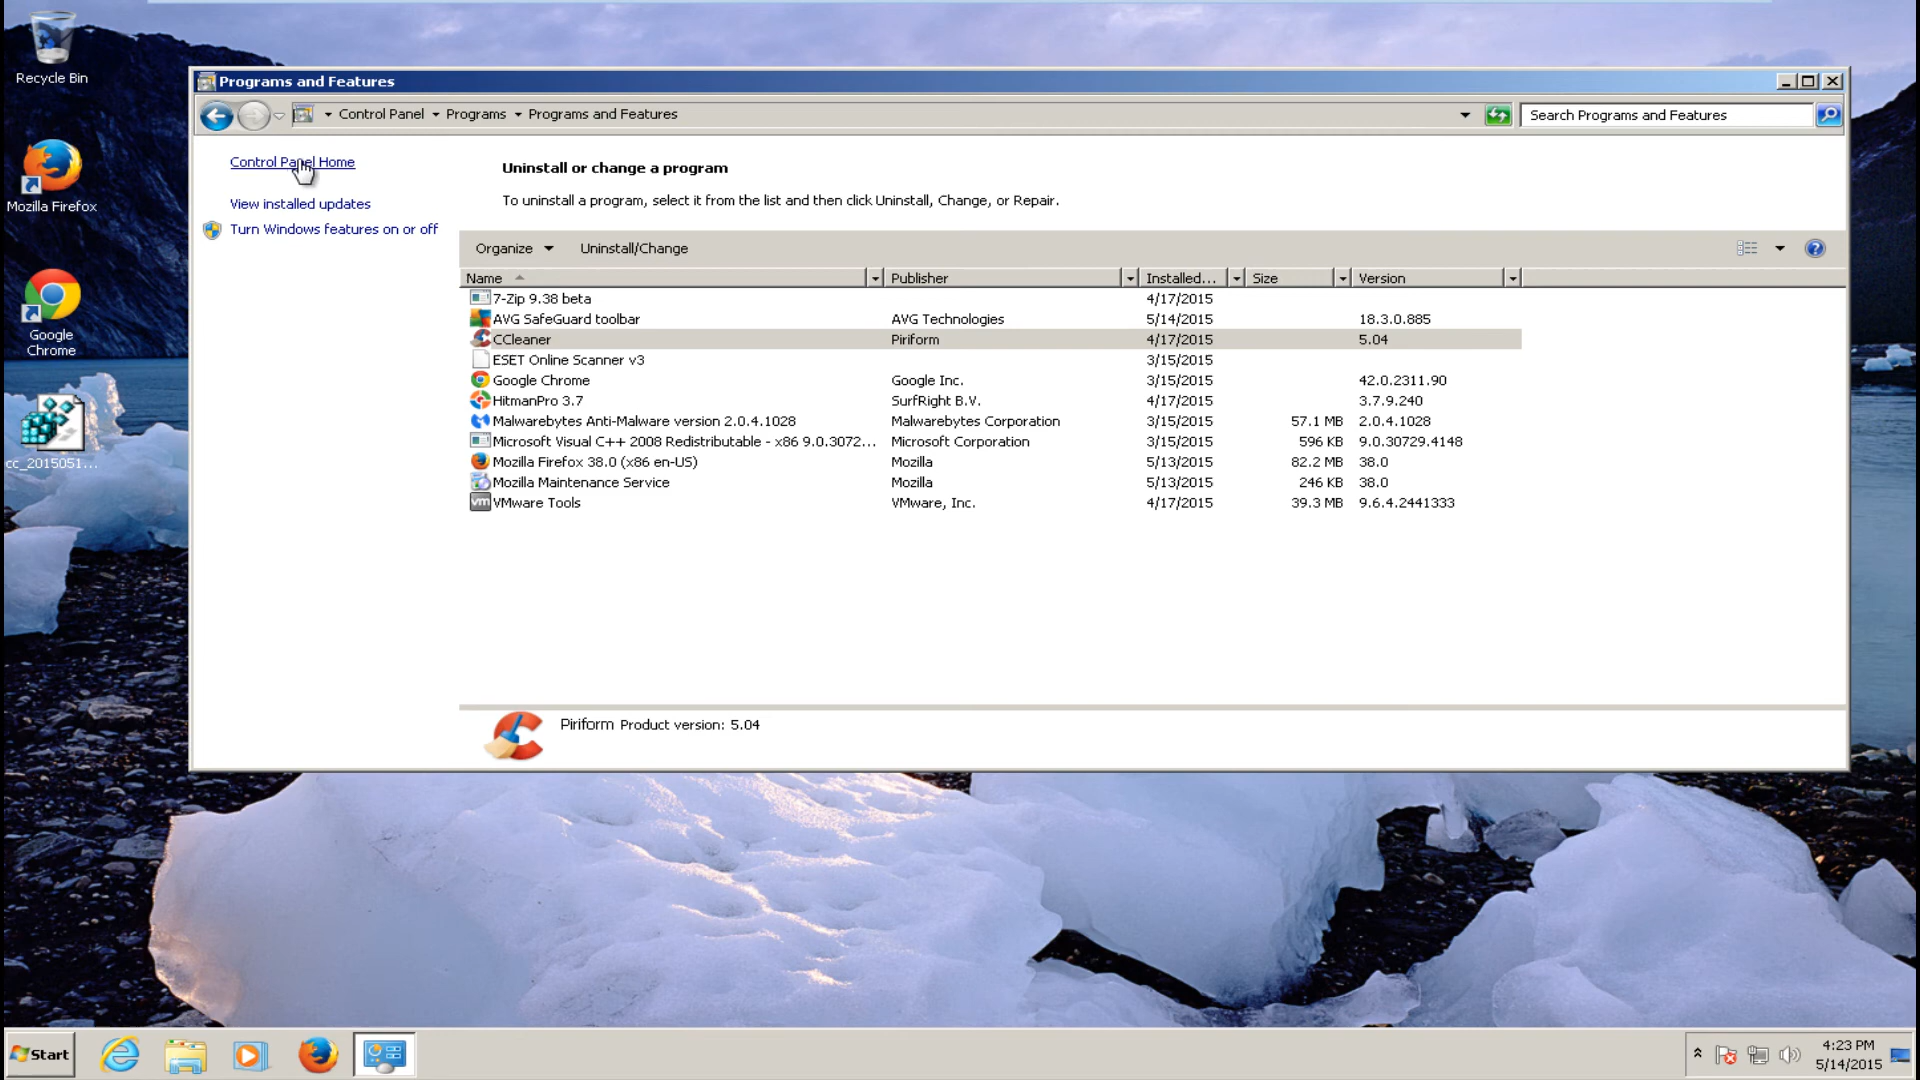 Recycle Bin
Mozilla Firefox
Google
Chrome
cc_2015051...
Programs and Features
Control Panel Programs Programs and Features
Search Programs and Features
Control Panel Home
View installed updates
Turn Windows features on or off
Uninstall or change a program
To uninstall a program, select it from the list and then click Uninstall, Change, or Repair.
Organize Uninstall/Change
Name Publisher Installed... Size Version
7-Zip 9.38 beta 4/17/2015
AVG SafeGuard toolbar AVG Technologies 5/14/2015 18.3.0.885
CCleaner Piriform 4/17/2015 5.04
ESET Online Scanner v3 3/15/2015
Google Chrome Google Inc. 3/15/2015 42.0.2311.90
HitmanPro 3.7 SurfRight B.V. 4/17/2015 3.7.9.240
Malwarebytes Anti-Malware version 2.0.4.1028 Malwarebytes Corporation 3/15/2015 57.1 MB 2.0.4.1028
Microsoft Visual C++ 2008 Redistributable - x86 9.0.3072... Microsoft Corporation 3/15/2015 596 KB 9.0.30729.4148
Mozilla Firefox 38.0 (x86 en-US) Mozilla 5/13/2015 82.2 MB 38.0
Mozilla Maintenance Service Mozilla 5/13/2015 246 KB 38.0
vm VMware Tools VMware, Inc. 4/17/2015 39.3 MB 9.6.4.2441333
Piriform Product version: 5.04
Start
4:23 PM
5/14/2015